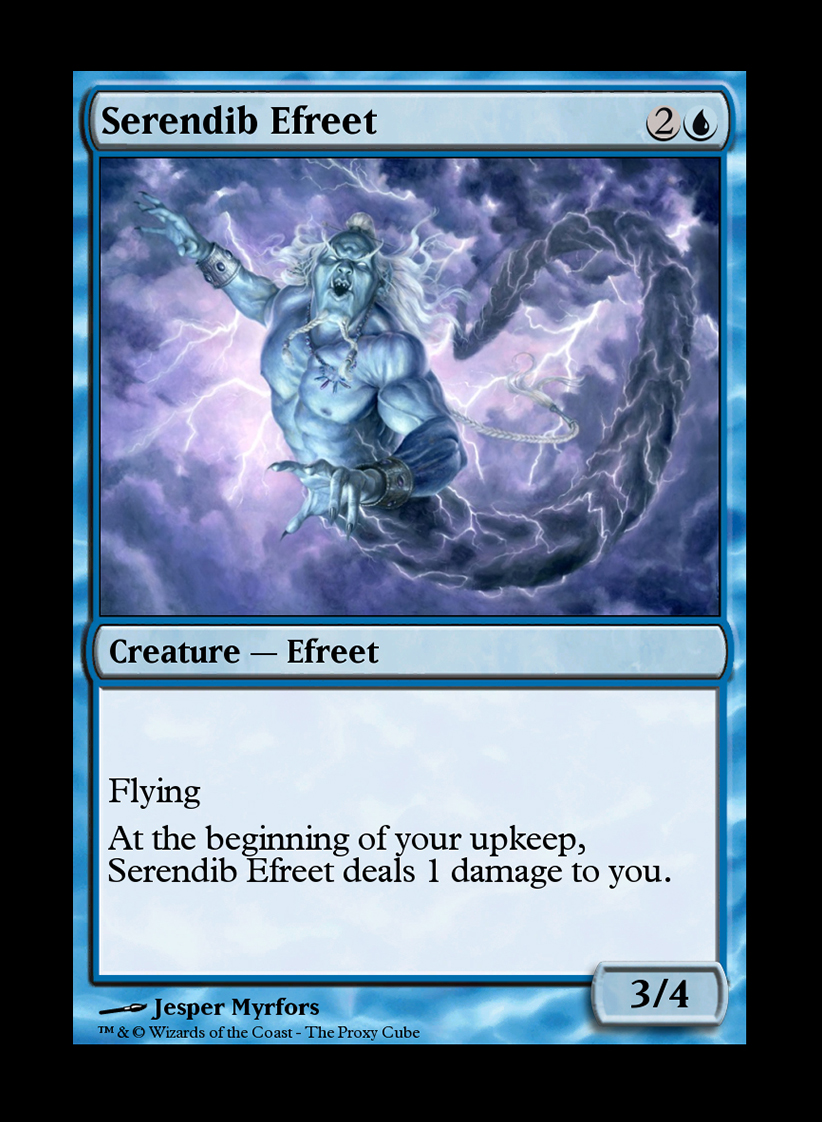 Serendib Efreet 2
Creature — Efreet
Flying
At the beginning of your upkeep,
Serendib Efreet deals 1 damage to you.
3/4
Jesper Myrfors
™ & © Wizards of the Coast - The Proxy Cube